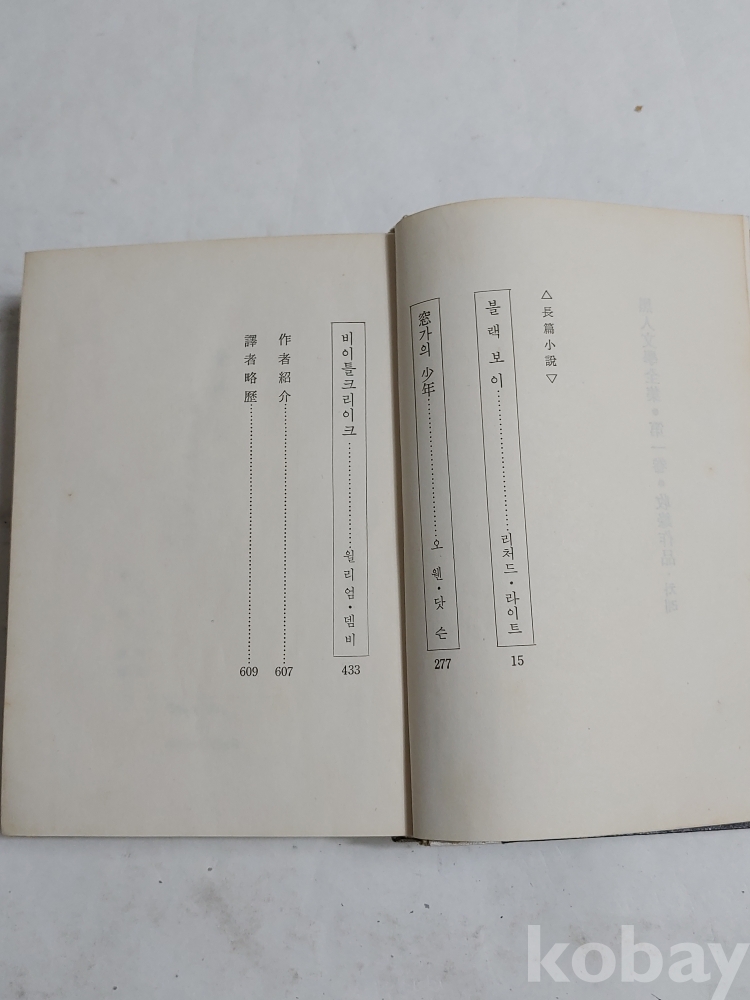 △長篇小說▽
블랙보이……리처드・라이트 15
窓가의 少年……오웬・닷슨 277
비이틀크리이크……윌리엄・뎀비 433
作者紹介……607
譯者略歷……609
kobay